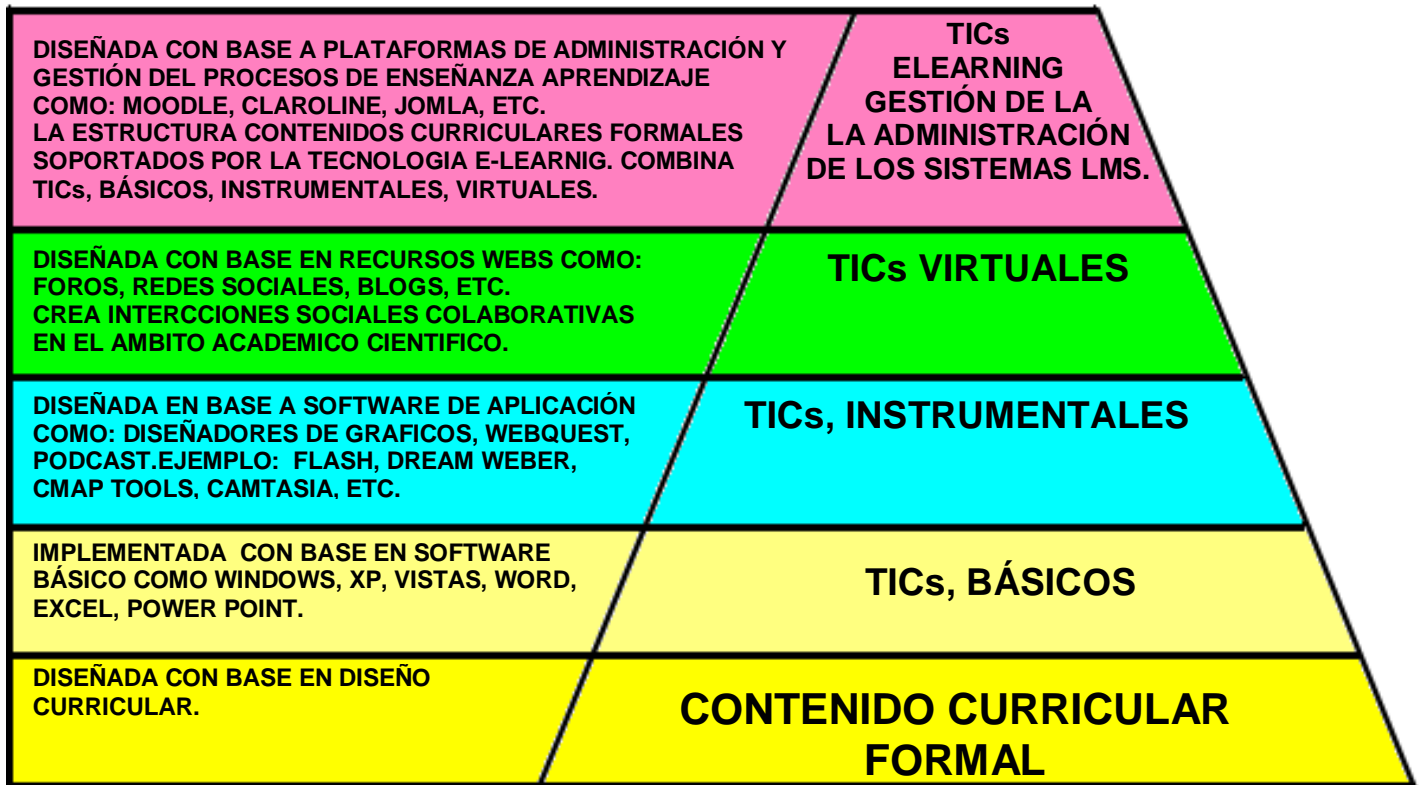 DISEÑADA CON BASE A PLATAFORMAS DE ADMINISTRACIÓN Y
GESTIÓN DEL PROCESOS DE ENSEÑANZA APRENDIZAJE
COMO: MOODLE, CLAROLINE, JOMLA, ETC.
LA ESTRUCTURA CONTENIDOS CURRICULARES FORMALES
SOPORTADOS POR LA TECNOLOGIA E-LEARNIG. COMBINA
TICs, BÁSICOS, INSTRUMENTALES, VIRTUALES.
TICs
ELEARNING
GESTIÓN DE LA
LA ADMINISTRACIÓN
DE LOS SISTEMAS LMS.
DISEÑADA CON BASE EN RECURSOS WEBS COMO:
FOROS, REDES SOCIALES, BLOGS, ETC.
CREA INTERCCIONES SOCIALES COLABORATIVAS
EN EL AMBITO ACADEMICO CIENTIFICO.
TICs VIRTUALES
DISEÑADA EN BASE A SOFTWARE DE APLICACIÓN
COMO: DISEÑADORES DE GRAFICOS, WEBQUEST,
PODCAST.EJEMPLO: FLASH, DREAM WEBER,
CMAP TOOLS, CAMTASIA, ETC.
TICs, INSTRUMENTALES
IMPLEMENTADA CON BASE EN SOFTWARE
BÁSICO COMO WINDOWS, XP, VISTAS, WORD,
EXCEL, POWER POINT.
TICs, BÁSICOS
DISEÑADA CON BASE EN DISEÑO
CURRICULAR.
CONTENIDO CURRICULAR
FORMAL